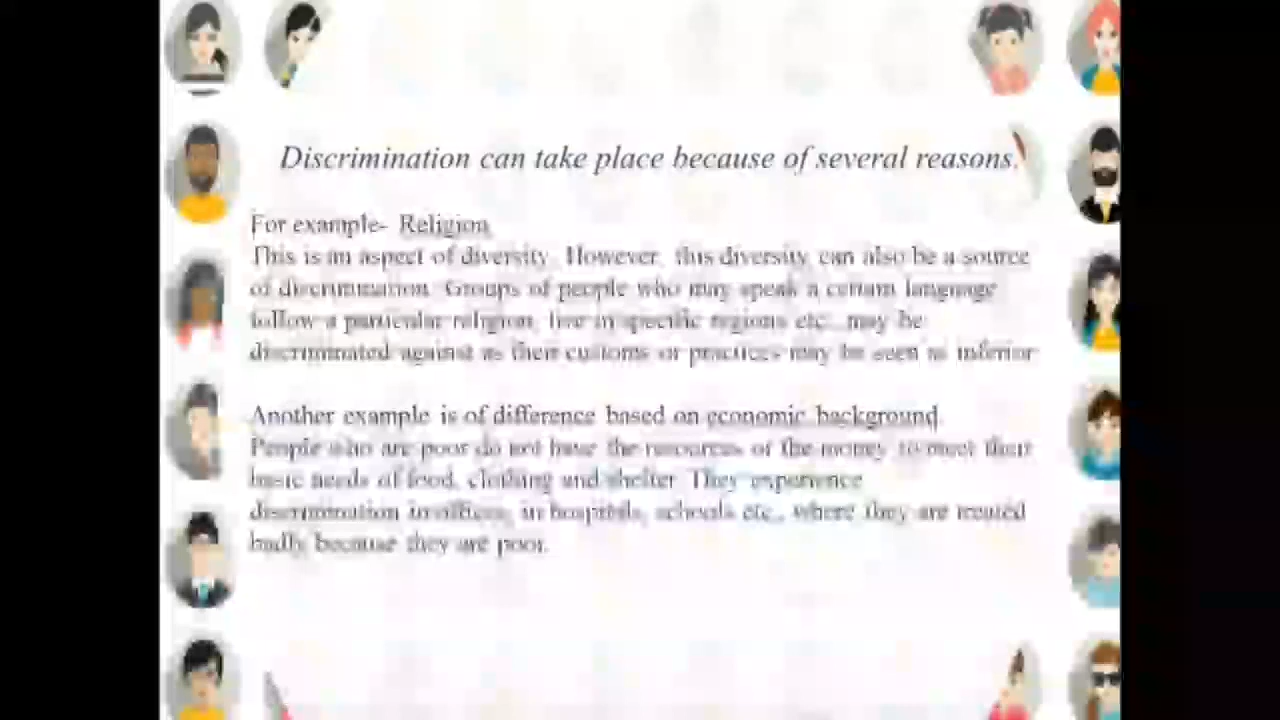 Discrimination can take place because of several reasons.
For example- Religion
This is an aspect of diversity. However, this diversity can also be a source
of discrimination. Groups of people who may speak a certain language
follow a particular religion, live in specific regions etc., may be
discriminated against as their customs or practices may be seen as inferior
Another example is of difference based on economic background.
People who are poor do not have the resources or the money to meet their
basic needs of food, clothing and shelter. They experience
discrimination in offices, in hospitals, schools etc., where they are treated
badly because they are poor.